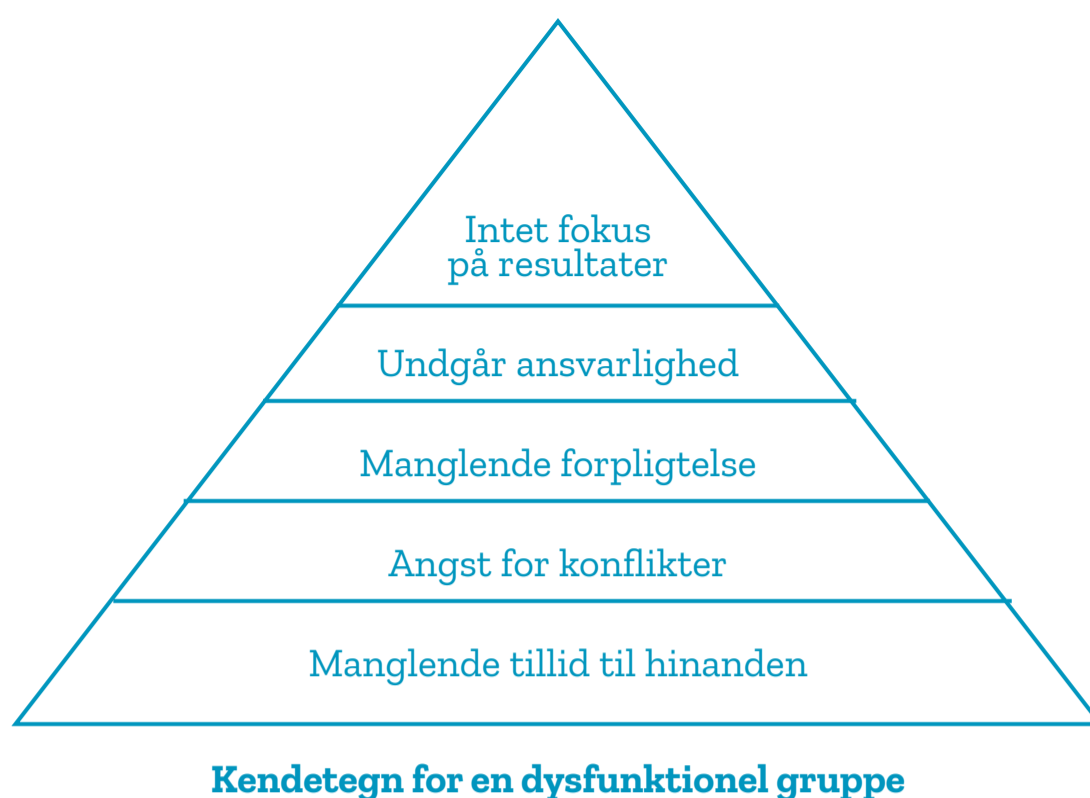 Intet fokus
på resultater
Undgår ansvarlighed
Manglende forpligtelse
Angst for konflikter
Manglende tillid til hinanden
Kendetegn for en dysfunktionel gruppe